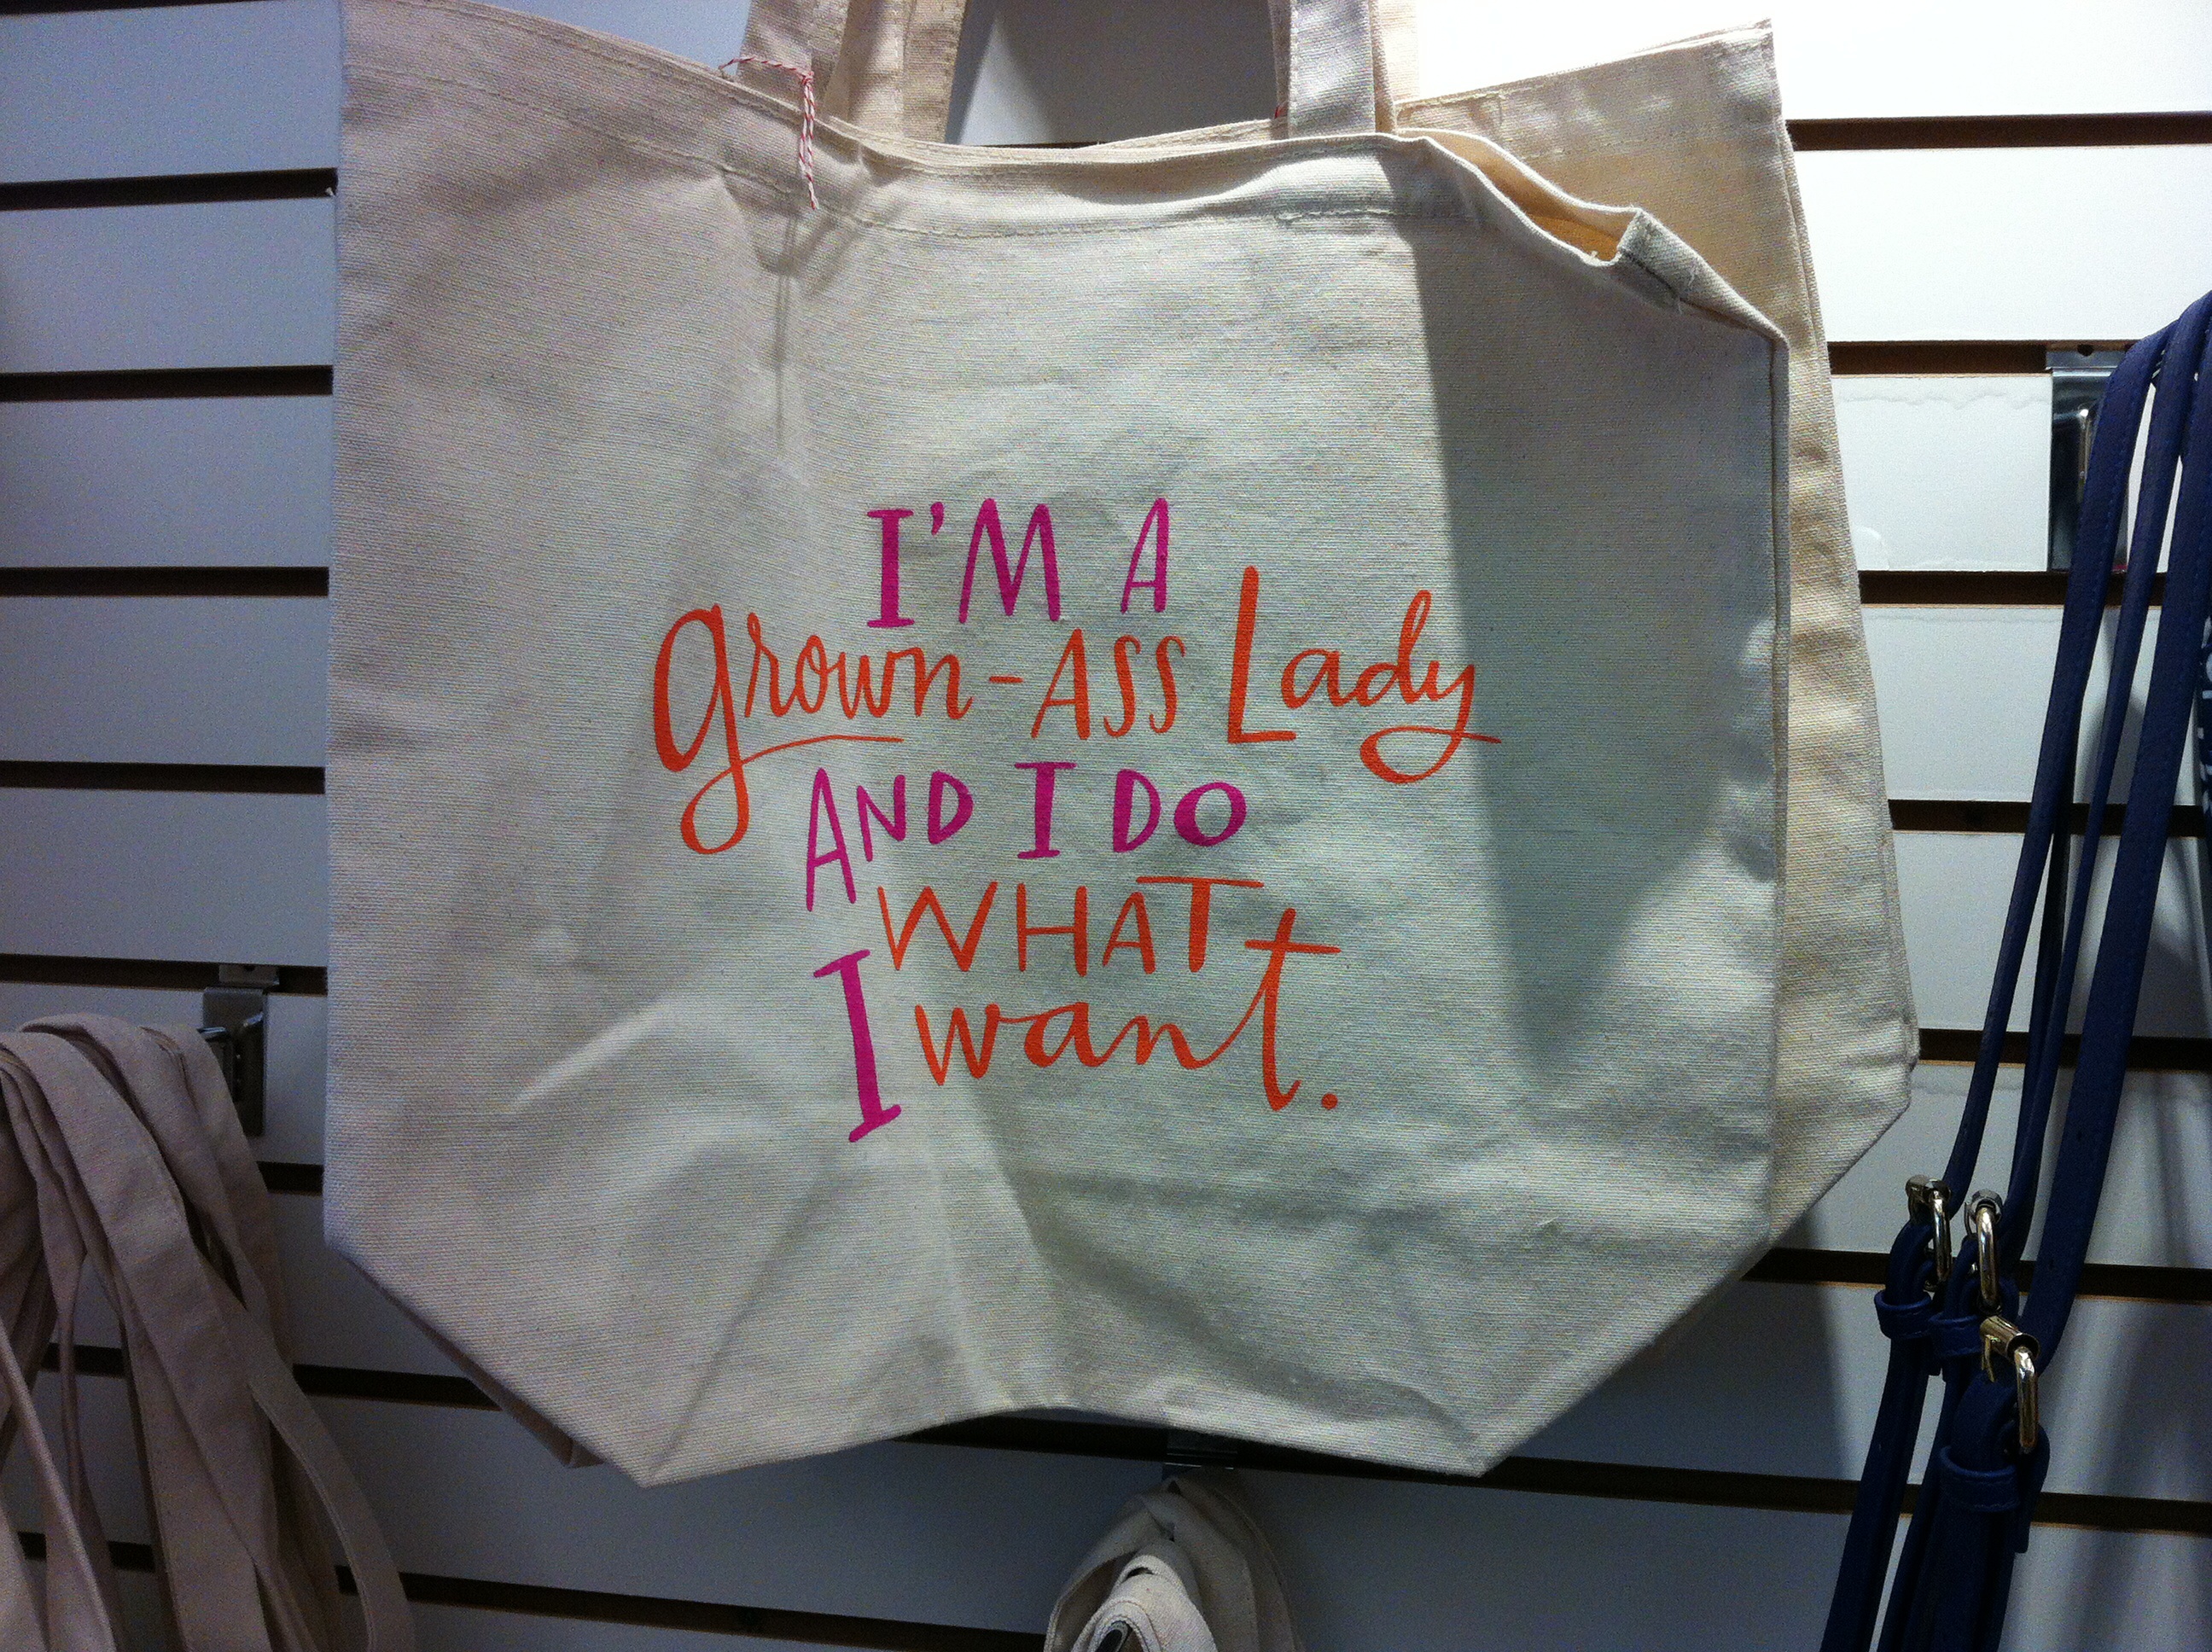 I'M A
grown-ASS Lady
AND I DO
WHAT
I want.